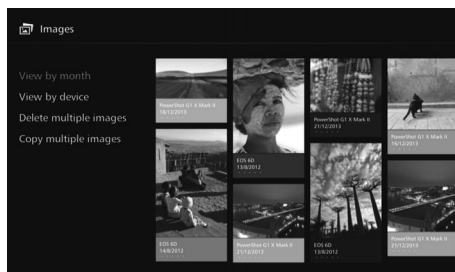 Images
View by month
View by device
Delete multiple images
Copy multiple images
PowerShot G1 X Mark II
18/12/2013
EOS 6D
14/8/2012
EOS 6D
13/8/2012
PowerShot G1 X Mark II
21/12/2013
PowerShot G1 X Mark II
21/12/2013
EOS 6D
13/8/2012
PowerShot G1 X Mark II
16/12/2013
PowerShot G1 X Mark II
21/12/2013